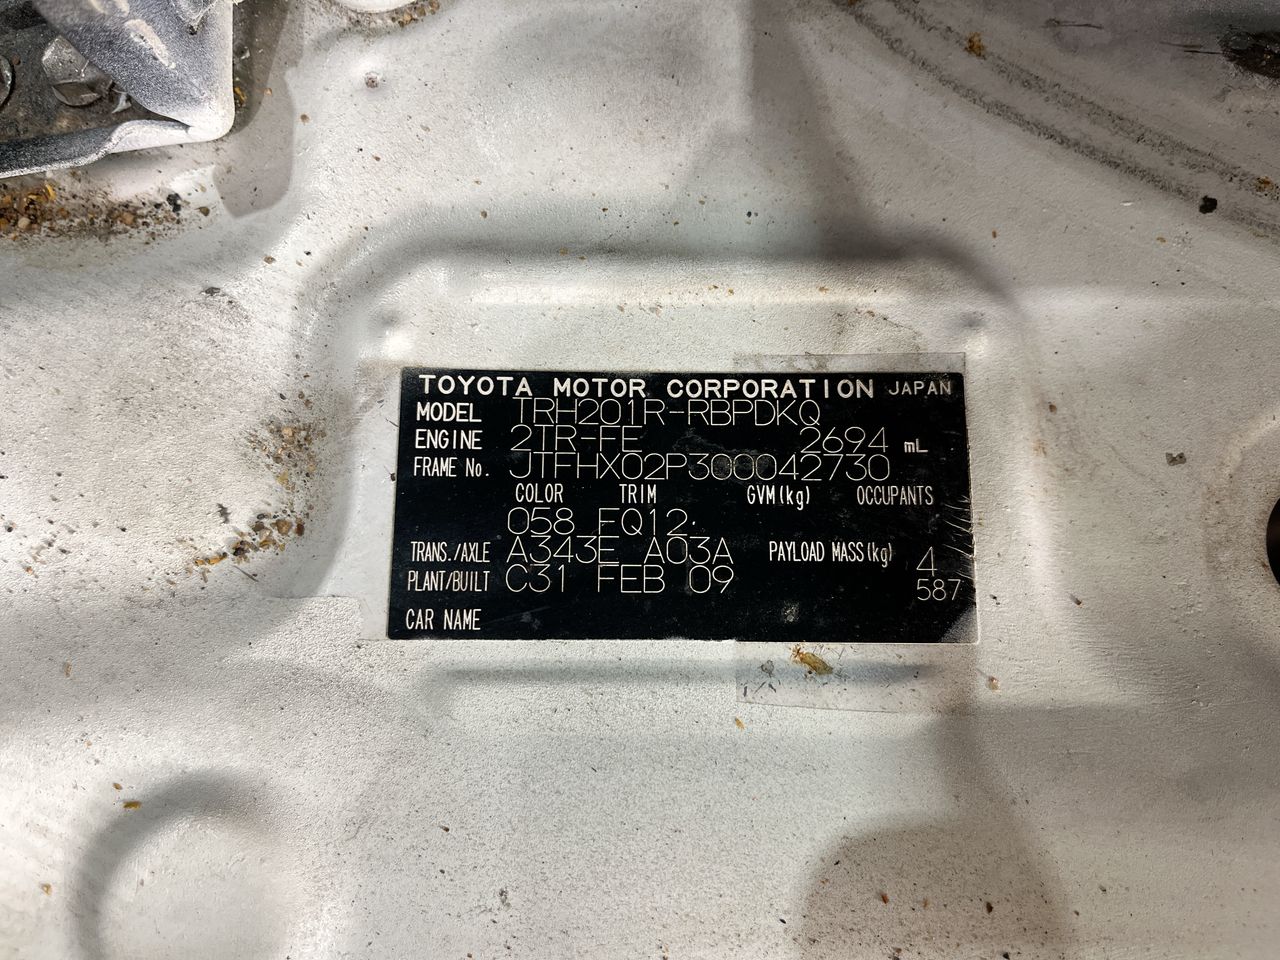 TOYOTA MOTOR CORPORATION JAPAN
MODEL TRH201R-RBPDKQ
ENGINE 2TR-FE 2694 mL
FRAME No. JTFHX02P300042730
COLOR TRIM GVM(kg) OCCUPANTS
058 FQ12
TRANS./AXLE A343E A03A PAYLOAD MASS(kg) 4
PLANT/BUILT C31 FEB 09 587
CAR NAME